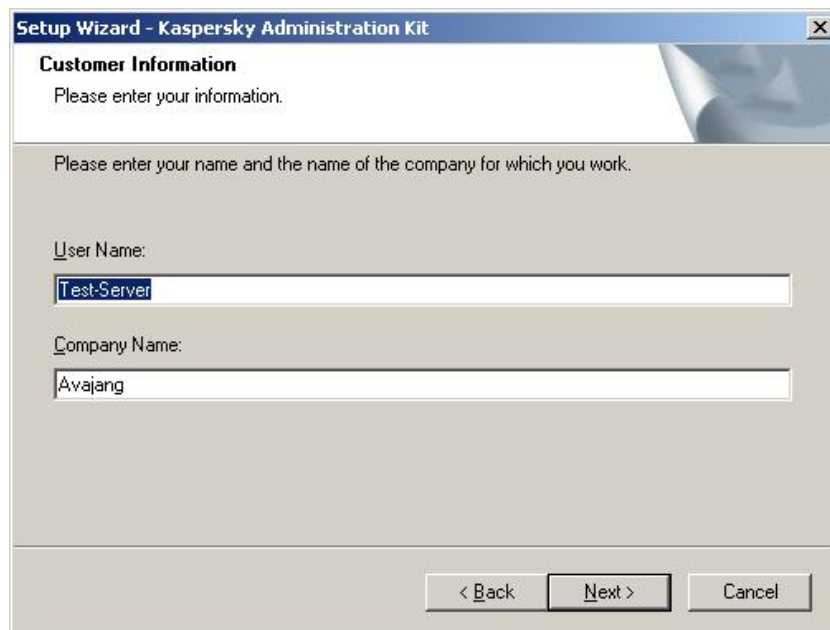 Setup Wizard - Kaspersky Administration Kit
Customer Information
Please enter your information.
Please enter your name and the name of the company for which you work.
User Name:
Test-Server
Company Name:
Avajang
< Back Next > Cancel